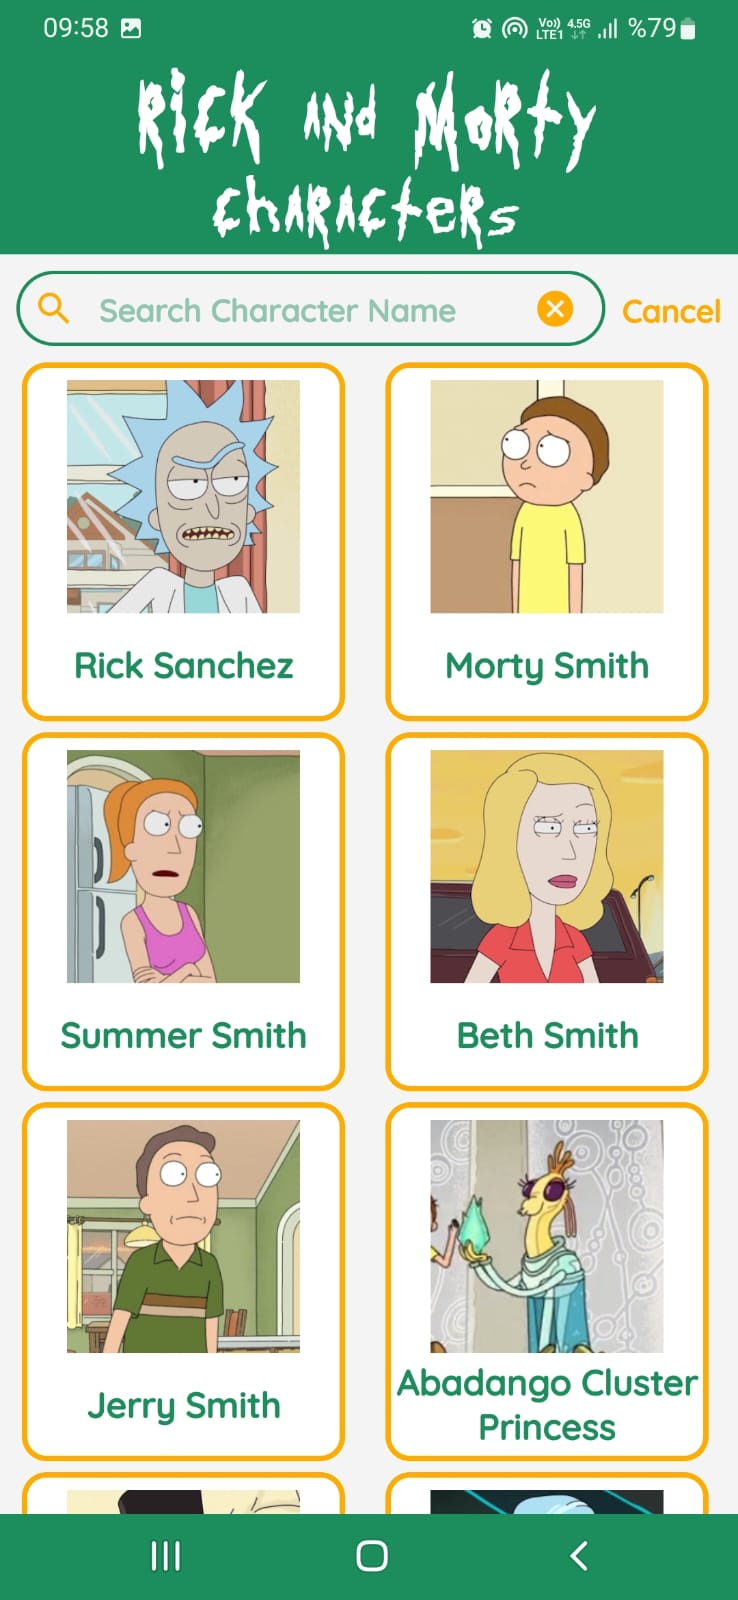 09:58
Vo)) 4.5G
LTE1
%79
Rick and Morty
characters
Search Character Name
Cancel
Rick Sanchez
Morty Smith
Summer Smith
Beth Smith
Jerry Smith
Abadango Cluster
Princess